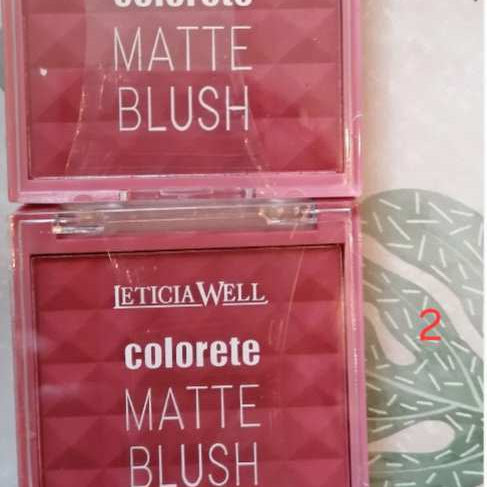 colorete
MATTE
BLUSH
LETICIA WELL
colorete
MATTE
BLUSH
2